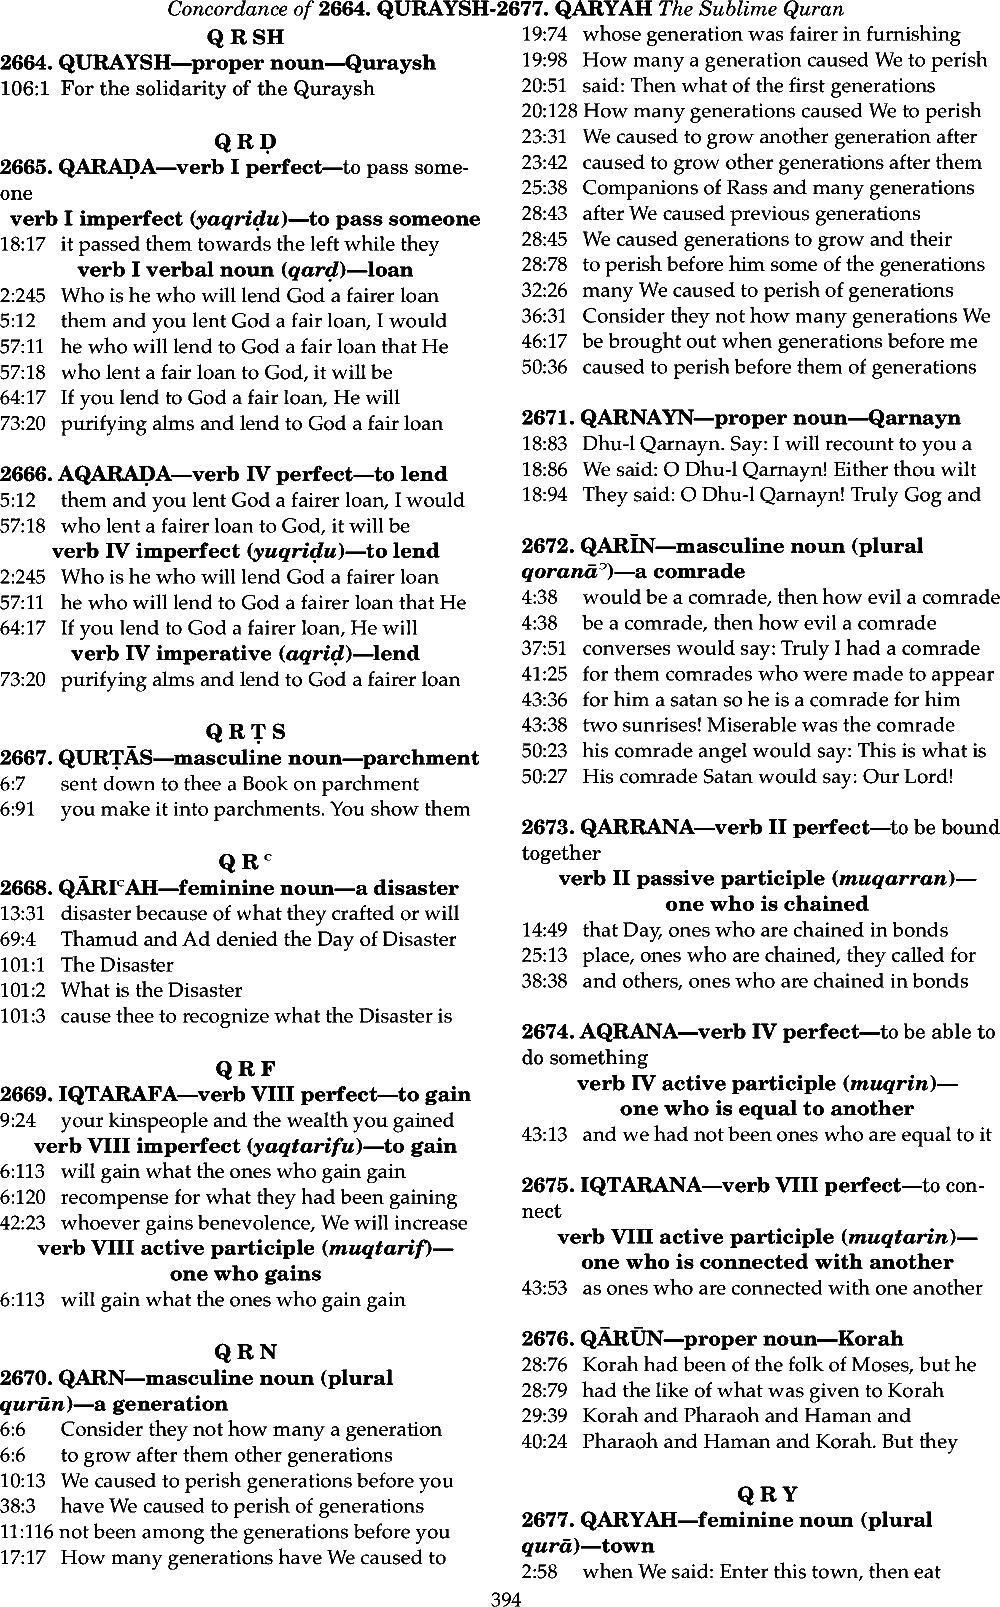 Concordance of 2664. QURAYSH-2677. QARYAH The Sublime Quran
Q R SH
2664. QURAYSH—proper noun—Quraysh
106:1 For the solidarity of the Quraysh
Q R Ḍ
2665. QARAḌA—verb I perfect—to pass some-
one
verb I imperfect (yaqriḍu)—to pass someone
18:17 it passed them towards the left while they
verb I verbal noun (qarḍ)—loan
2:245 Who is he who will lend God a fairer loan
5:12 them and you lent God a fair loan, I would
57:11 he who will lend to God a fair loan that He
57:18 who lent a fair loan to God, it will be
64:17 If you lend to God a fair loan, He will
73:20 purifying alms and lend to God a fair loan
2666. AQARAḌA—verb IV perfect—to lend
5:12 them and you lent God a fairer loan, I would
57:18 who lent a fairer loan to God, it will be
verb IV imperfect (yuqriḍu)—to lend
2:245 Who is he who will lend God a fairer loan
57:11 he who will lend to God a fairer loan that He
64:17 If you lend to God a fairer loan, He will
verb IV imperative (aqriḍ)—lend
73:20 purifying alms and lend to God a fairer loan
Q R Ṭ S
2667. QURṬĀS—masculine noun—parchment
6:7 sent down to thee a Book on parchment
6:91 you make it into parchments. You show them
Q R ᶜ
2668. QĀRIᶜAH—feminine noun—a disaster
13:31 disaster because of what they crafted or will
69:4 Thamud and Ad denied the Day of Disaster
101:1 The Disaster
101:2 What is the Disaster
101:3 cause thee to recognize what the Disaster is
Q R F
2669. IQTARAFA—verb VIII perfect—to gain
9:24 your kinspeople and the wealth you gained
verb VIII imperfect (yaqtarifu)—to gain
6:113 will gain what the ones who gain gain
6:120 recompense for what they had been gaining
42:23 whoever gains benevolence, We will increase
verb VIII active participle (muqtarif)—
one who gains
6:113 will gain what the ones who gain gain
Q R N
2670. QARN—masculine noun (plural
qurūn)—a generation
6:6 Consider they not how many a generation
6:6 to grow after them other generations
10:13 We caused to perish generations before you
38:3 have We caused to perish of generations
11:116 not been among the generations before you
17:17 How many generations have We caused to
19:74 whose generation was fairer in furnishing
19:98 How many a generation caused We to perish
20:51 said: Then what of the first generations
20:128 How many generations caused We to perish
23:31 We caused to grow another generation after
23:42 caused to grow other generations after them
25:38 Companions of Rass and many generations
28:43 after We caused previous generations
28:45 We caused generations to grow and their
28:78 to perish before him some of the generations
32:26 many We caused to perish of generations
36:31 Consider they not how many generations We
46:17 be brought out when generations before me
50:36 caused to perish before them of generations
2671. QARNAYN—proper noun—Qarnayn
18:83 Dhu-l Qarnayn. Say: I will recount to you a
18:86 We said: O Dhu-l Qarnayn! Either thou wilt
18:94 They said: O Dhu-l Qarnayn! Truly Gog and
2672. QARĪN—masculine noun (plural
qoranāʾ)—a comrade
4:38 would be a comrade, then how evil a comrade
4:38 be a comrade, then how evil a comrade
37:51 converses would say: Truly I had a comrade
41:25 for them comrades who were made to appear
43:36 for him a satan so he is a comrade for him
43:38 two sunrises! Miserable was the comrade
50:23 his comrade angel would say: This is what is
50:27 His comrade Satan would say: Our Lord!
2673. QARRANA—verb II perfect—to be bound
together
verb II passive participle (muqarran)—
one who is chained
14:49 that Day, ones who are chained in bonds
25:13 place, ones who are chained, they called for
38:38 and others, ones who are chained in bonds
2674. AQRANA—verb IV perfect—to be able to
do something
verb IV active participle (muqrin)—
one who is equal to another
43:13 and we had not been ones who are equal to it
2675. IQTARANA—verb VIII perfect—to con-
nect
verb VIII active participle (muqtarin)—
one who is connected with another
43:53 as ones who are connected with one another
2676. QĀRŪN—proper noun—Korah
28:76 Korah had been of the folk of Moses, but he
28:79 had the like of what was given to Korah
29:39 Korah and Pharaoh and Haman and
40:24 Pharaoh and Haman and Korah. But they
Q R Y
2677. QARYAH—feminine noun (plural
qurā)—town
2:58 when We said: Enter this town, then eat
394